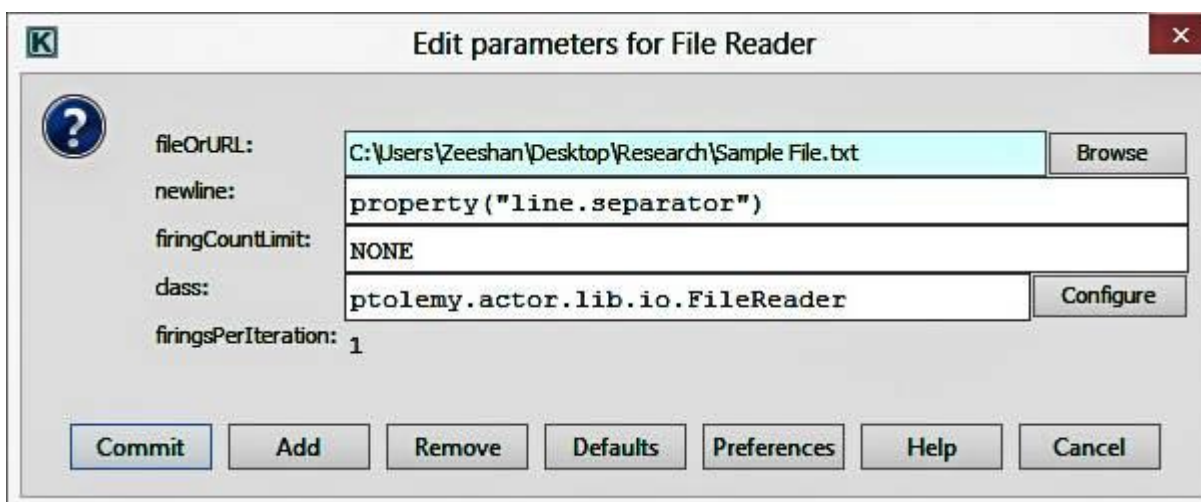 K
Edit parameters for File Reader
×
?
fileOrURL: C:\Users\Zeeshan\Desktop\Research\Sample File.txt Browse
newline: property("line.separator")
firingCountLimit: NONE
class: ptolemy.actor.lib.io.FileReader Configure
firingsPerIteration: 1
Commit Add Remove Defaults Preferences Help Cancel